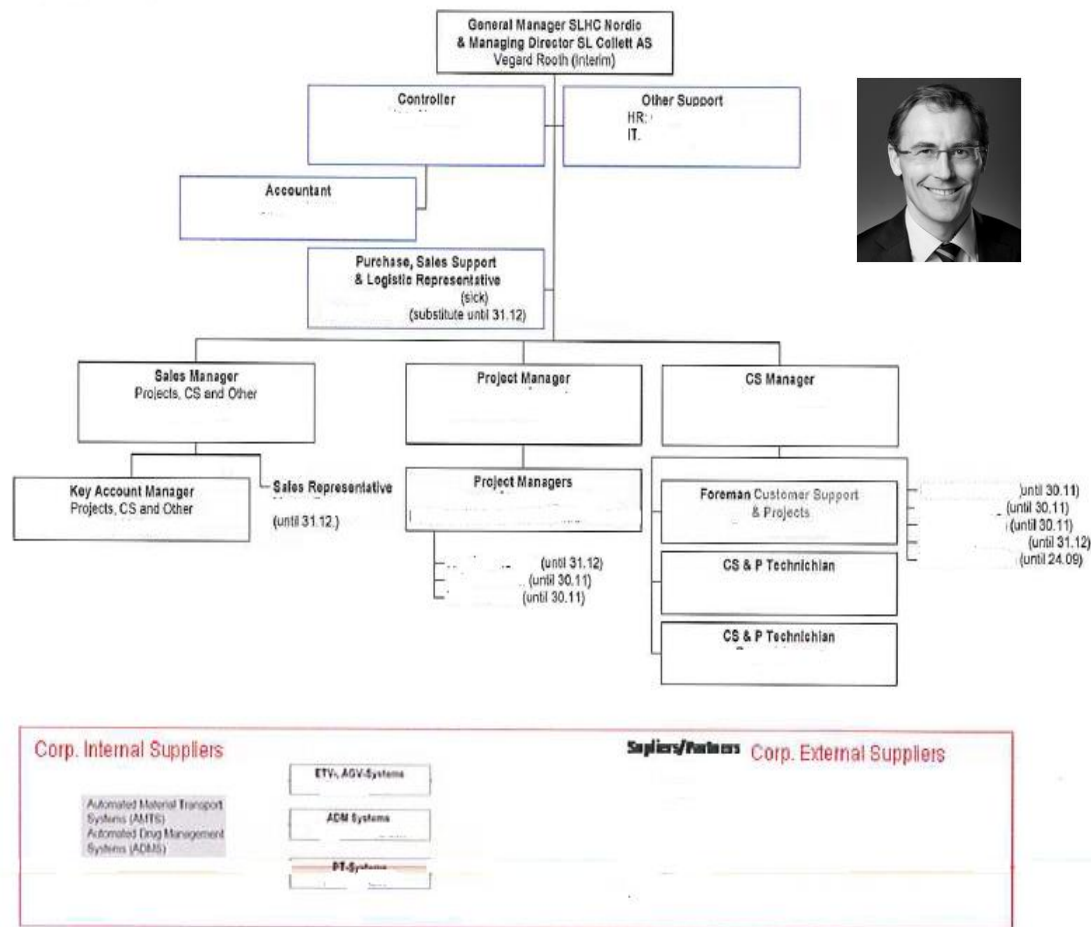 General Manager SLHC Nordic
& Managing Director SL Collett AS
Vegard Rooth (Interim)
Controller
Other Support
HR:
IT.
Accountant
Purchase, Sales Support
& Logistic Representative
(sick)
(substitute until 31.12)
Sales Manager
Projects, CS and Other
Project Manager
CS Manager
Key Account Manager
Projects, CS and Other
Sales Representative
(until 31.12.)
Project Managers
(until 31.12)
(until 30.11)
(until 30.11)
Foreman Customer Support
& Projects
CS & P Technichian
CS & P Technichian
)until 30.11)
(until 30.11)
(until 30.11)
(until 31.12)
(until 24.09)
Corp. Internal Suppliers
Supliers/Partners
Corp. External Suppliers
Automated Material Transport
Systems (AMTS)
Automated Drug Management
Systems (ADMS)
ETV-, AGV-Systems
ADM Systems
PT-Systems